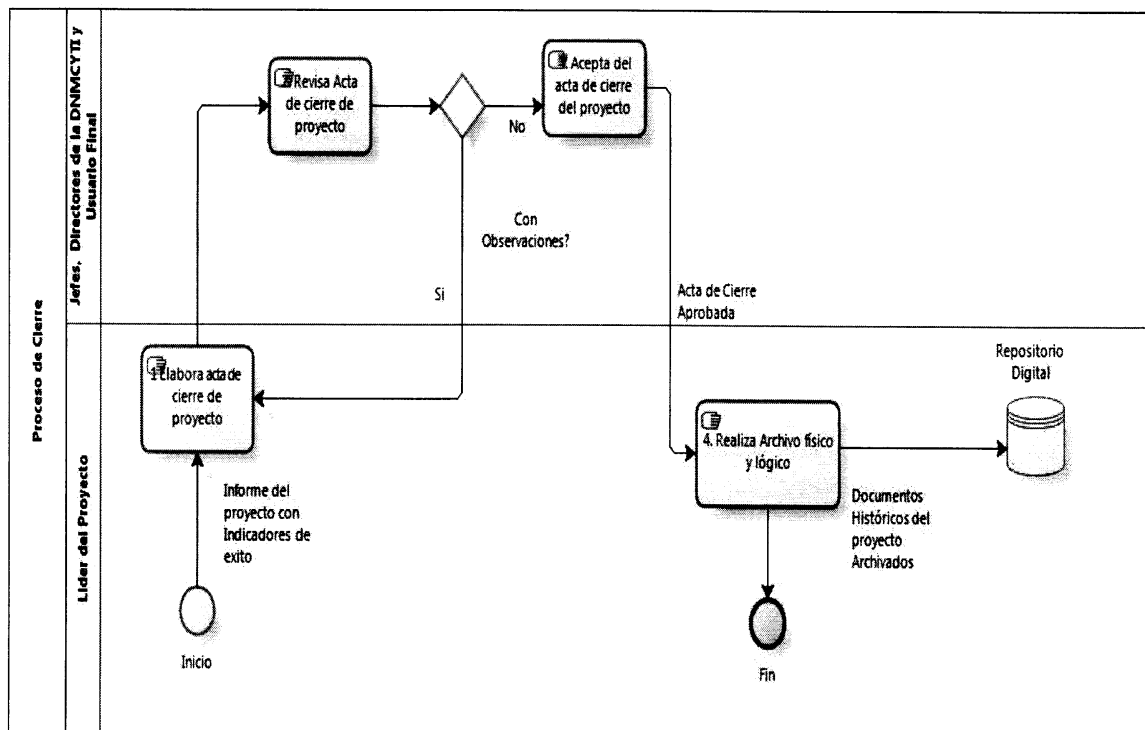 Proceso de Cierre
Jefes, Directores de la DNMCYTI y
Usuario Final
Revisa Acta
de cierre de
proyecto
No
Acepta del
acta de cierre
del proyecto
Con
Observaciones?
Si
Acta de Cierre
Aprobada
Lider del Proyecto
1 Elabora acta de
cierre de
proyecto
Informe del
proyecto con
Indicadores de
exito
Inicio
4. Realiza Archivo físico
y lógico
Repositorio
Digital
Documentos
Históricos del
proyecto
Archivados
Fin